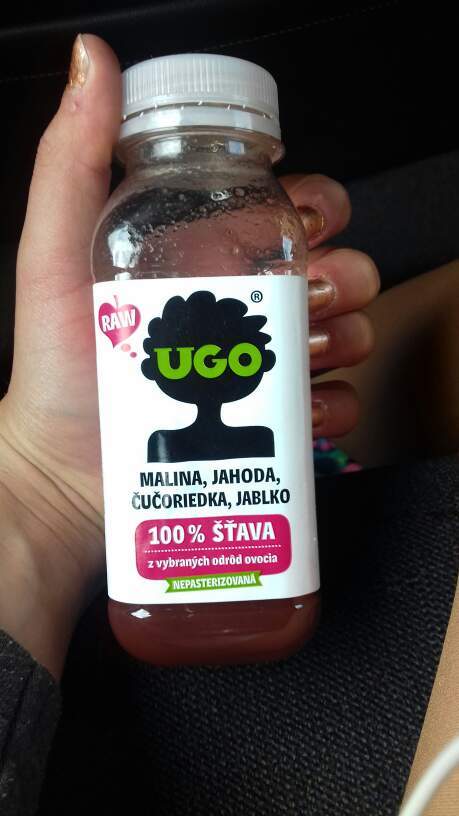 ®
RAW
UGO
MALINA, JAHODA,
ČUČORIEDKA, JABLKO
100 % ŠŤAVA
z vybraných odrôd ovocia
NEPASTERIZOVANÁ